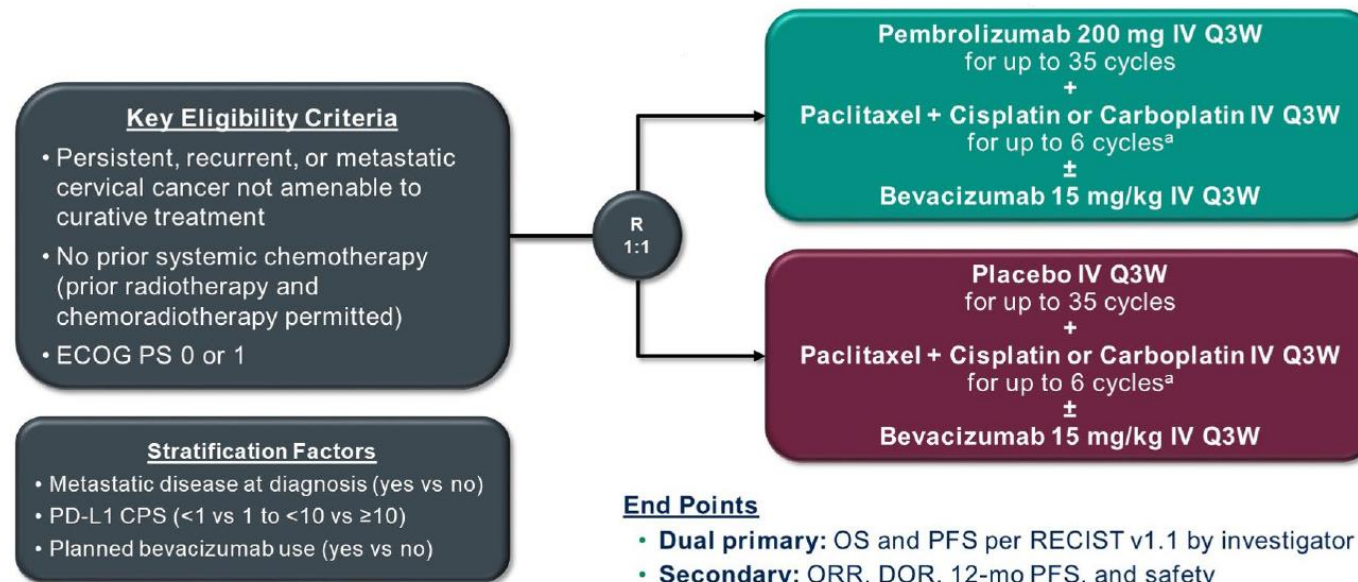 Key Eligibility Criteria
• Persistent, recurrent, or metastatic
cervical cancer not amenable to
curative treatment
• No prior systemic chemotherapy
(prior radiotherapy and
chemoradiotherapy permitted)
• ECOG PS 0 or 1
Stratification Factors
• Metastatic disease at diagnosis (yes vs no)
• PD-L1 CPS (<1 vs 1 to <10 vs ≥10)
• Planned bevacizumab use (yes vs no)
R
1:1
Pembrolizumab 200 mg IV Q3W
for up to 35 cycles
+
Paclitaxel + Cisplatin or Carboplatin IV Q3W
for up to 6 cyclesᵃ
±
Bevacizumab 15 mg/kg IV Q3W
Placebo IV Q3W
for up to 35 cycles
+
Paclitaxel + Cisplatin or Carboplatin IV Q3W
for up to 6 cyclesᵃ
±
Bevacizumab 15 mg/kg IV Q3W
End Points
• Dual primary: OS and PFS per RECIST v1.1 by investigator
• Secondary: ORR, DOR, 12-mo PFS, and safety